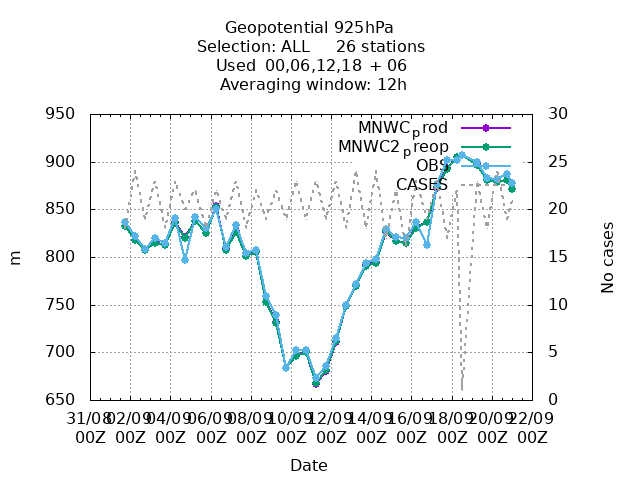 Geopotential 925hPa
Selection: ALL 26 stations
Used 00,06,12,18 + 06
Averaging window: 12h
950
900
850
800
750
700
650
30
25
20
15
10
5
0
MNWCprod
MNWC2preop
OBS
CASES
m
No cases
31/08 02/09 04/09 06/09 08/09 10/09 12/09 14/09 16/09 18/09 20/09 22/09
00Z 00Z 00Z 00Z 00Z 00Z 00Z 00Z 00Z 00Z 00Z 00Z
Date